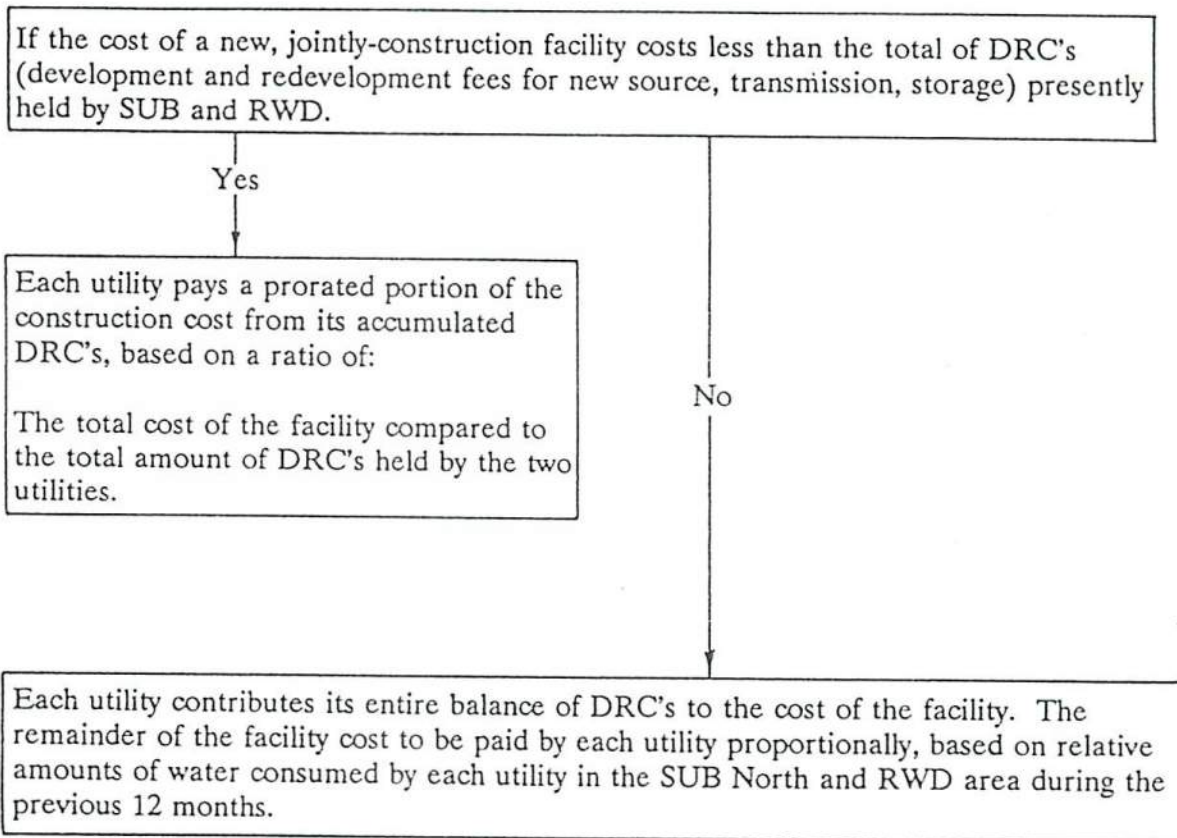 If the cost of a new, jointly-construction facility costs less than the total of DRC's
(development and redevelopment fees for new source, transmission, storage) presently
held by SUB and RWD.
Yes
Each utility pays a prorated portion of the
construction cost from its accumulated
DRC's, based on a ratio of:
The total cost of the facility compared to
the total amount of DRC's held by the two
utilities.
No
Each utility contributes its entire balance of DRC's to the cost of the facility. The
remainder of the facility cost to be paid by each utility proportionally, based on relative
amounts of water consumed by each utility in the SUB North and RWD area during the
previous 12 months.